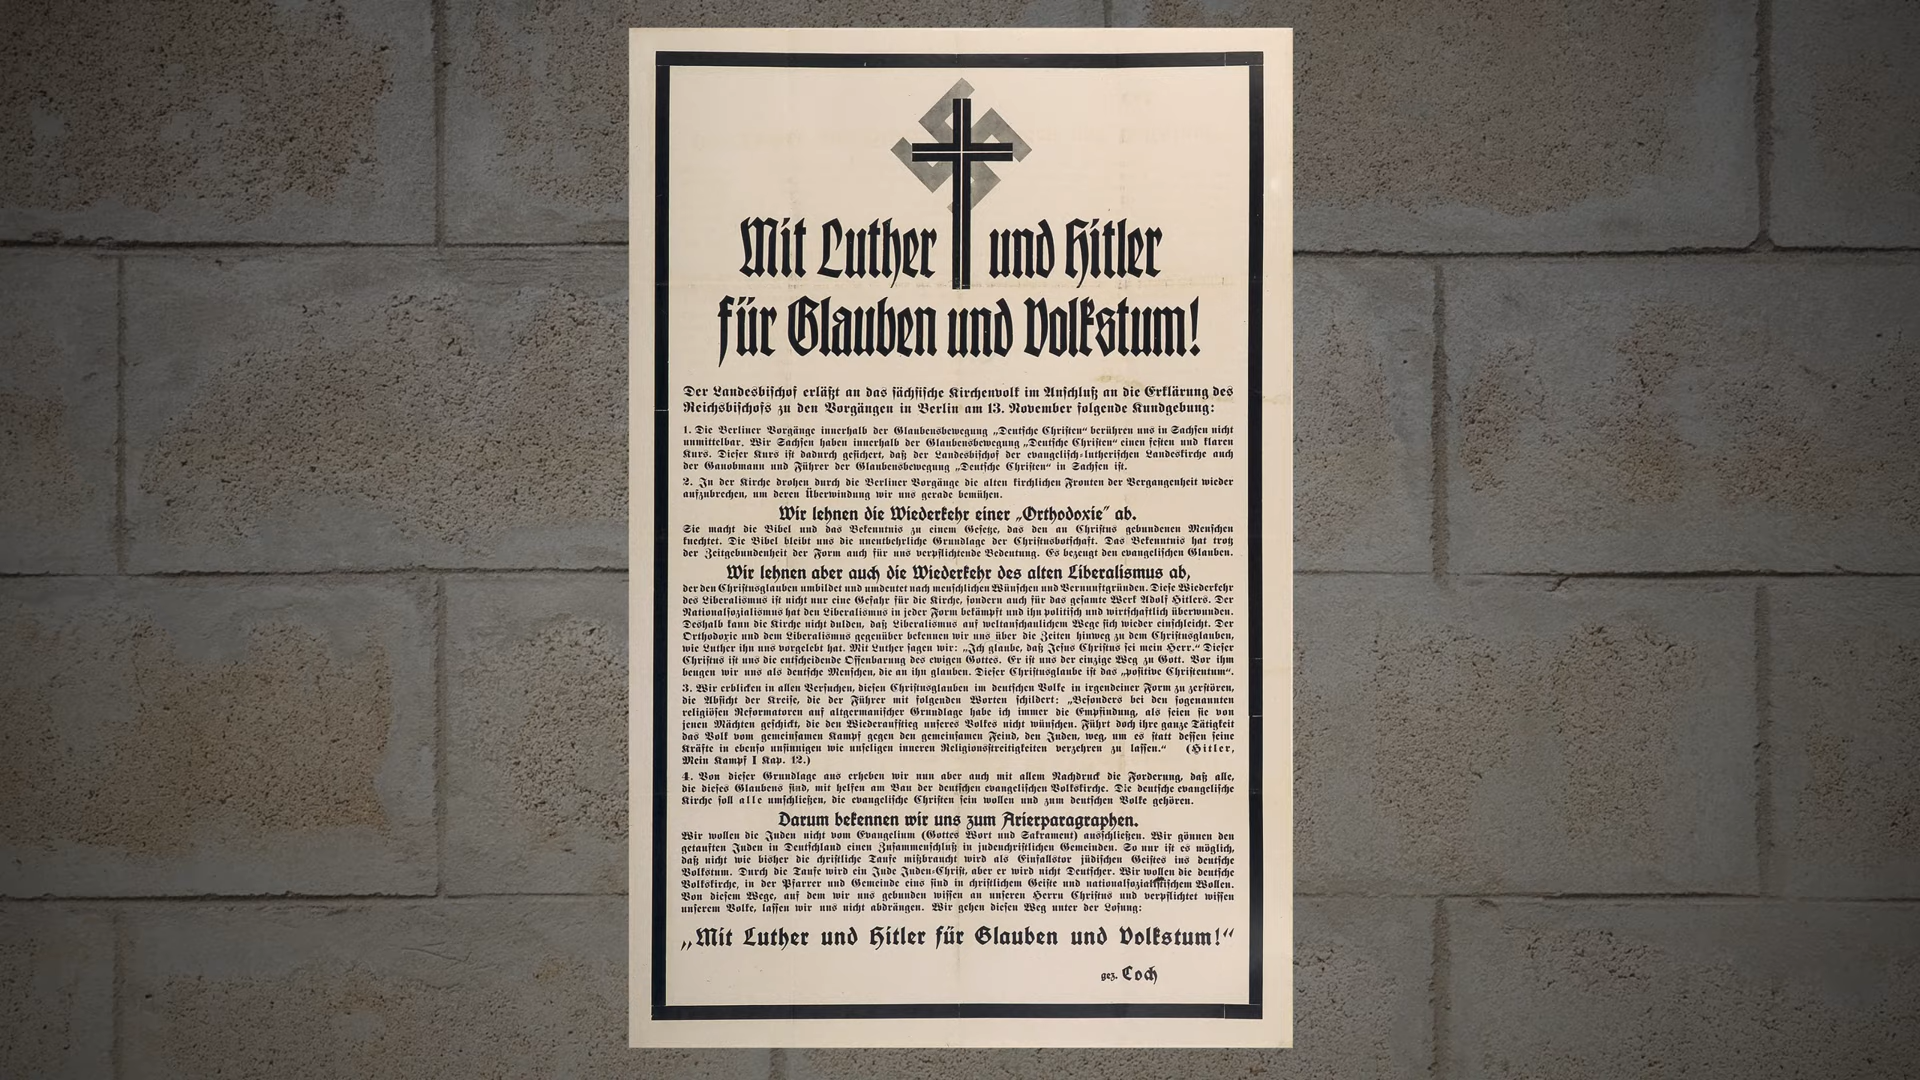 Mit Luther und Hitler
für Glauben und Volkstum!
Der Landesbischof erläßt an das sächsische Kirchenvolk im Anschluß an die Erklärung des
Reichsbischofs zu den Vorgängen in Berlin am 13. November folgende Kundgebung:
1. Die Berliner Vorgänge innerhalb der Glaubensbewegung „Deutsche Christen“ berühren uns in Sachsen nicht
unmittelbar. Wir Sachsen haben innerhalb der Glaubensbewegung „Deutsche Christen“ einen festen und klaren
Kurs. Dieser Kurs ist dadurch gesichert, daß der Landesbischof der evangelisch-lutherischen Landeskirche auch
der Gauobmann und Führer der Glaubensbewegung „Deutsche Christen“ in Sachsen ist.
2. In der Kirche drohen durch die Berliner Vorgänge die alten kirchlichen Fronten der Vergangenheit wieder
aufzubrechen, um deren Überwindung wir uns gerade bemühen.
Wir lehnen die Wiederkehr einer „Orthodoxie“ ab.
Sie macht die Bibel und das Bekenntnis zu einem Gesetze, das den an Christus gebundenen Menschen
knechtet. Die Bibel bleibt uns die unentbehrliche Grundlage der Christusbotschaft. Das Bekenntnis hat trotz
der Zeitgebundenheit der Form auch für uns verpflichtende Bedeutung. Es bezeugt den evangelischen Glauben.
Wir lehnen aber auch die Wiederkehr des alten Liberalismus ab,
der den Christusglauben umbildet und umdeutet nach menschlichen Wünschen und Vernunftgründen. Diese Wiederkehr
des Liberalismus ist nicht nur eine Gefahr für die Kirche, sondern auch für das gesamte Werk Adolf Hitlers. Der
Nationalsozialismus hat den Liberalismus in jeder Form bekämpft und ihn politisch und wirtschaftlich überwunden.
Deshalb kann die Kirche nicht dulden, daß Liberalismus auf weltanschaulichem Wege sich wieder einschleicht. Der
Orthodoxie und dem Liberalismus gegenüber bekennen wir uns über die Zeiten hinweg zu dem Christusglauben,
wie Luther ihn uns vorgelebt hat. Mit Luther sagen wir: „Ich glaube, daß Jesus Christus sei mein Herr.“ Dieser
Christus ist uns die entscheidende Offenbarung des ewigen Gottes. Er ist uns der einzige Weg zu Gott. Vor ihm
beugen wir uns als deutsche Menschen, die an ihn glauben. Dieser Christusglaube ist das „positive Christentum“.
3. Wir erblicken in allen Versuchen, diesen Christusglauben im deutschen Volke in irgendeiner Form zu zerstören,
die Absicht der Kreise, die der Führer mit folgenden Worten schildert: „Besonders bei den sogenannten
religiösen Reformatoren auf altgermanischer Grundlage habe ich immer die Empfindung, als seien sie von
jenen Mächten geschickt, die den Wiederaufstieg unseres Volkes nicht wünschen. Führt doch ihre ganze Tätigkeit
das Volk vom gemeinsamen Kampf gegen den gemeinsamen Feind, den Juden, weg, um es statt dessen seine
Kräfte in ebenso unsinnigen wie unseligen inneren Religionsstreitigkeiten verzehren zu lassen.“ (Hitler,
Mein Kampf I Kap. 12.)
4. Von dieser Grundlage aus erheben wir nun aber auch mit allem Nachdruck die Forderung, daß alle,
die dieses Glaubens sind, mit helfen am Bau der deutschen evangelischen Volkskirche. Die deutsche evangelische
Kirche soll alle umschließen, die evangelische Christen sein wollen und zum deutschen Volke gehören.
Darum bekennen wir uns zum Arierparagraphen.
Wir wollen die Juden nicht vom Evangelium (Gottes Wort und Sakrament) ausschließen. Wir gönnen den
getauften Juden in Deutschland einen Zusammenschluß in judenchristlichen Gemeinden. So nur ist es möglich,
daß nicht wie bisher die christliche Taufe mißbraucht wird als Einfallstor jüdischen Geistes ins deutsche
Volkstum. Durch die Taufe wird ein Jude Juden-Christ, aber er wird nicht Deutscher. Wir wollen die deutsche
Volkskirche, in der Pfarrer und Gemeinde eins sind in christlichem Geiste und nationalsozialistischem Wollen.
Von diesem Wege, auf dem wir uns gebunden wissen an unseren Herrn Christus und verpflichtet wissen
unserem Volke, lassen wir uns nicht abdrängen. Wir gehen diesen Weg unter der Losung:
„Mit Luther und Hitler für Glauben und Volkstum!“
gez. Coch